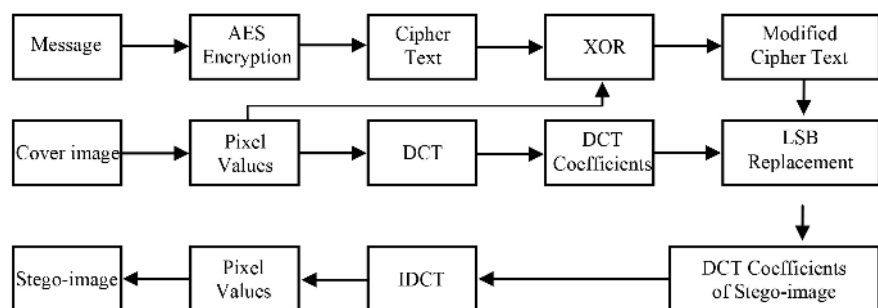 Message
AES
Encryption
Cipher
Text
XOR
Modified
Cipher Text
Cover image
Pixel
Values
DCT
DCT
Coefficients
LSB
Replacement
Stego-image
Pixel
Values
IDCT
DCT Coefficients
of Stego-image